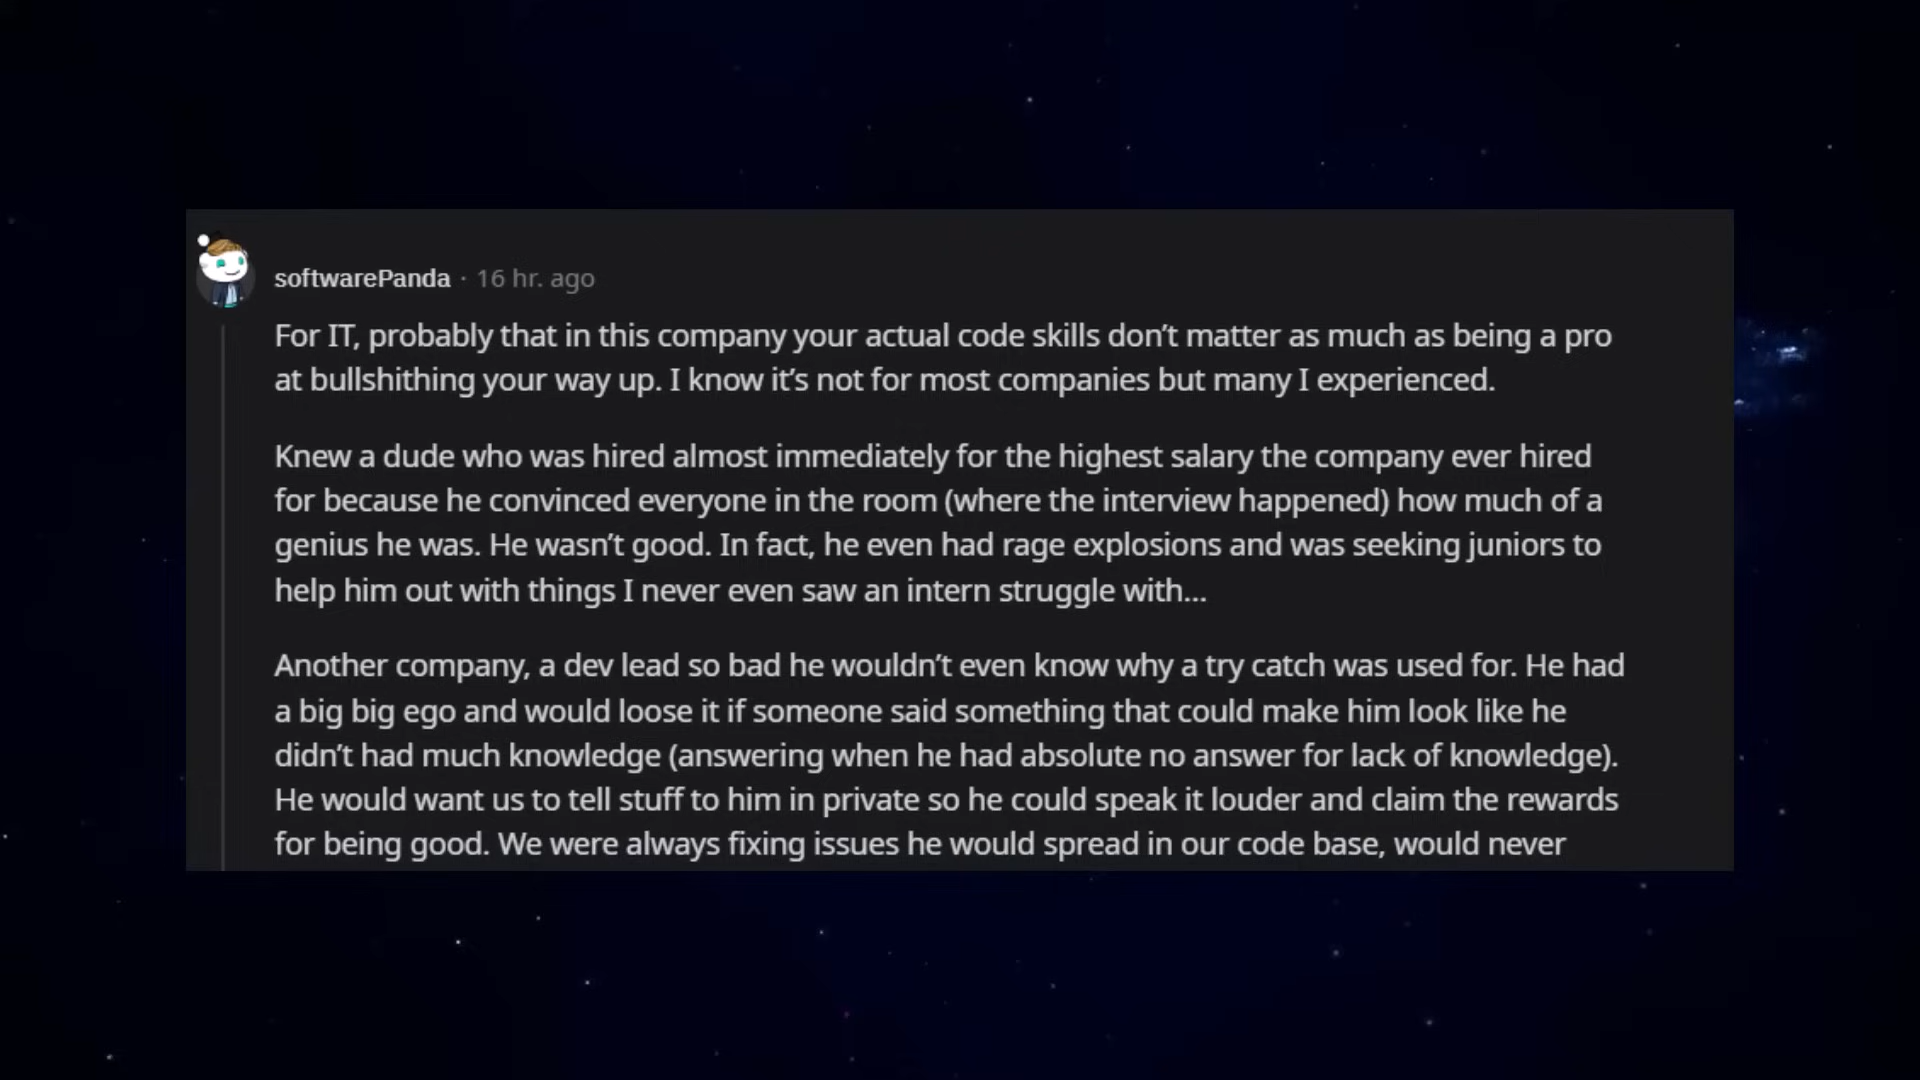 softwarePanda · 16 hr. ago
For IT, probably that in this company your actual code skills don’t matter as much as being a pro
at bullshithing your way up. I know it’s not for most companies but many I experienced.
Knew a dude who was hired almost immediately for the highest salary the company ever hired
for because he convinced everyone in the room (where the interview happened) how much of a
genius he was. He wasn’t good. In fact, he even had rage explosions and was seeking juniors to
help him out with things I never even saw an intern struggle with...
Another company, a dev lead so bad he wouldn’t even know why a try catch was used for. He had
a big big ego and would loose it if someone said something that could make him look like he
didn’t had much knowledge (answering when he had absolute no answer for lack of knowledge).
He would want us to tell stuff to him in private so he could speak it louder and claim the rewards
for being good. We were always fixing issues he would spread in our code base, would never